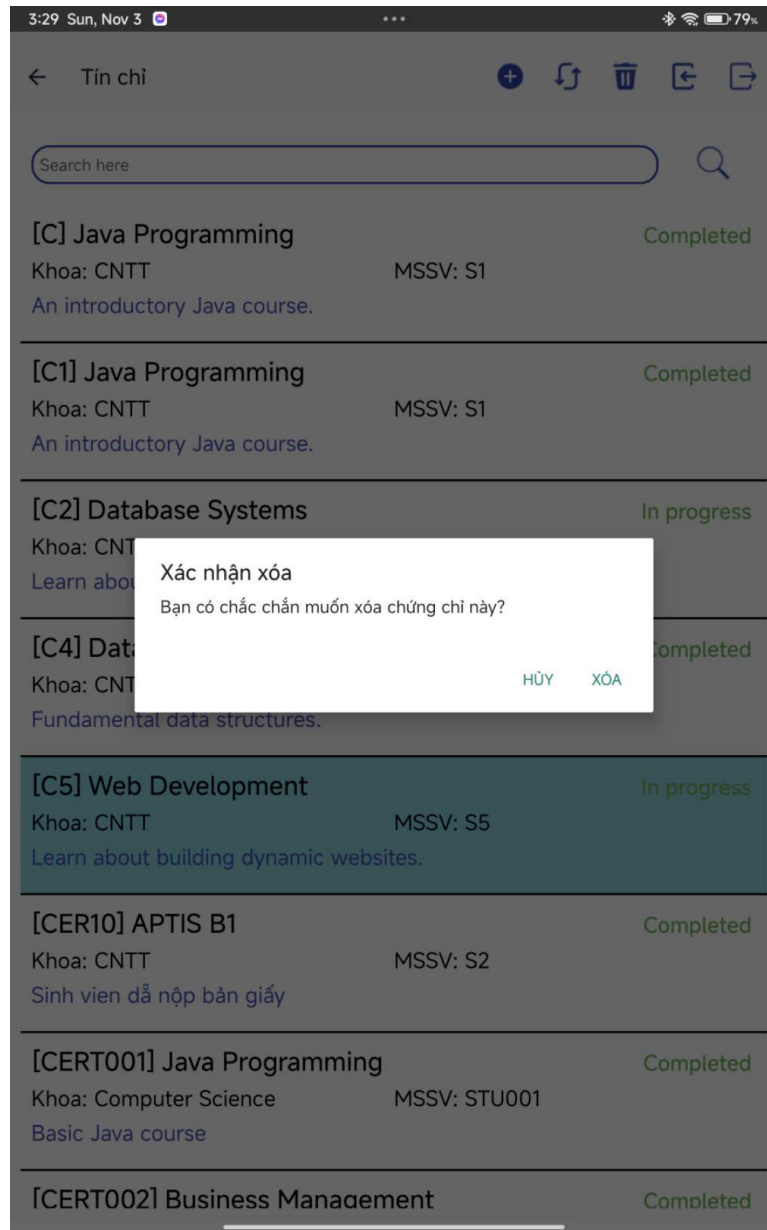 3:29 Sun, Nov 3 79%
Tín chỉ
Search here
[C] Java Programming Completed
Khoa: CNTT MSSV: S1
An introductory Java course.
[C1] Java Programming Completed
Khoa: CNTT MSSV: S1
An introductory Java course.
[C2] Database Systems In progress
Khoa: CNT
Learn abou
Xác nhận xóa
Bạn có chắc chắn muốn xóa chứng chỉ này?
HỦY XÓA
[C4] Data ompleted
Khoa: CNT
Fundamental data structures.
[C5] Web Development In progress
Khoa: CNTT MSSV: S5
Learn about building dynamic websites.
[CER10] APTIS B1 Completed
Khoa: CNTT MSSV: S2
Sinh vien dẫ nộp bản giấy
[CERT001] Java Programming Completed
Khoa: Computer Science MSSV: STU001
Basic Java course
[CERT002] Business Management Completed